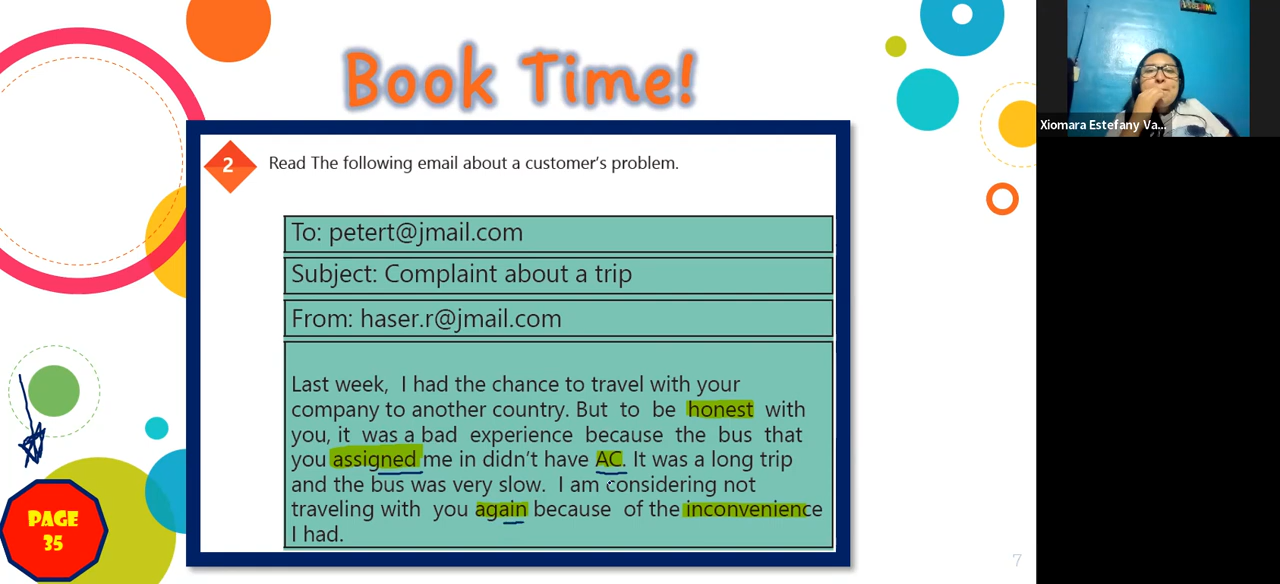 Book Time!
Xiomara Estefany Va...
2
Read The following email about a customer's problem.
To: petert@jmail.com
Subject: Complaint about a trip
From: haser.r@jmail.com
Last week, I had the chance to travel with your
company to another country. But to be honest with
you, it was a bad experience because the bus that
you assigned me in didn't have AC. It was a long trip
and the bus was very slow. I am considering not
traveling with you again because of the inconvenience
I had.
PAGE
35
7